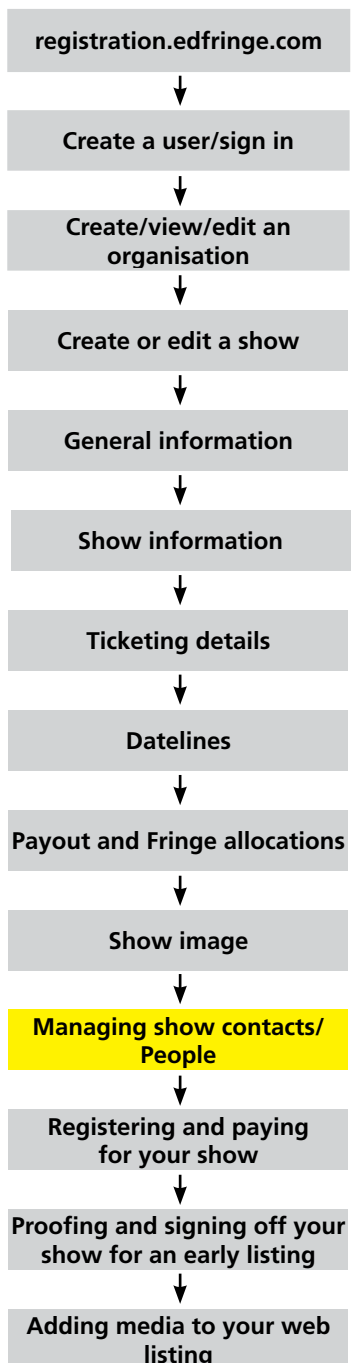 registration.edfringe.com
Create a user/sign in
Create/view/edit an
organisation
Create or edit a show
General information
Show information
Ticketing details
Datelines
Payout and Fringe allocations
Show image
Managing show contacts/
People
Registering and paying
for your show
Proofing and signing off your
show for an early listing
Adding media to your web
listing